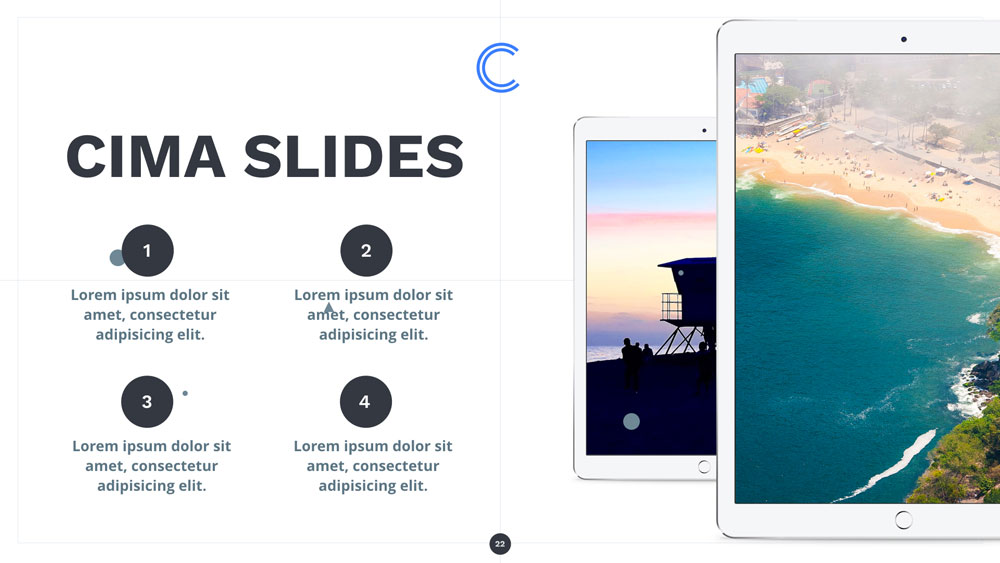 C
CIMA SLIDES
1
Lorem ipsum dolor sit
amet, consectetur
adipisicing elit.
2
Lorem ipsum dolor sit
amet, consectetur
adipisicing elit.
3
Lorem ipsum dolor sit
amet, consectetur
adipisicing elit.
4
Lorem ipsum dolor sit
amet, consectetur
adipisicing elit.
22